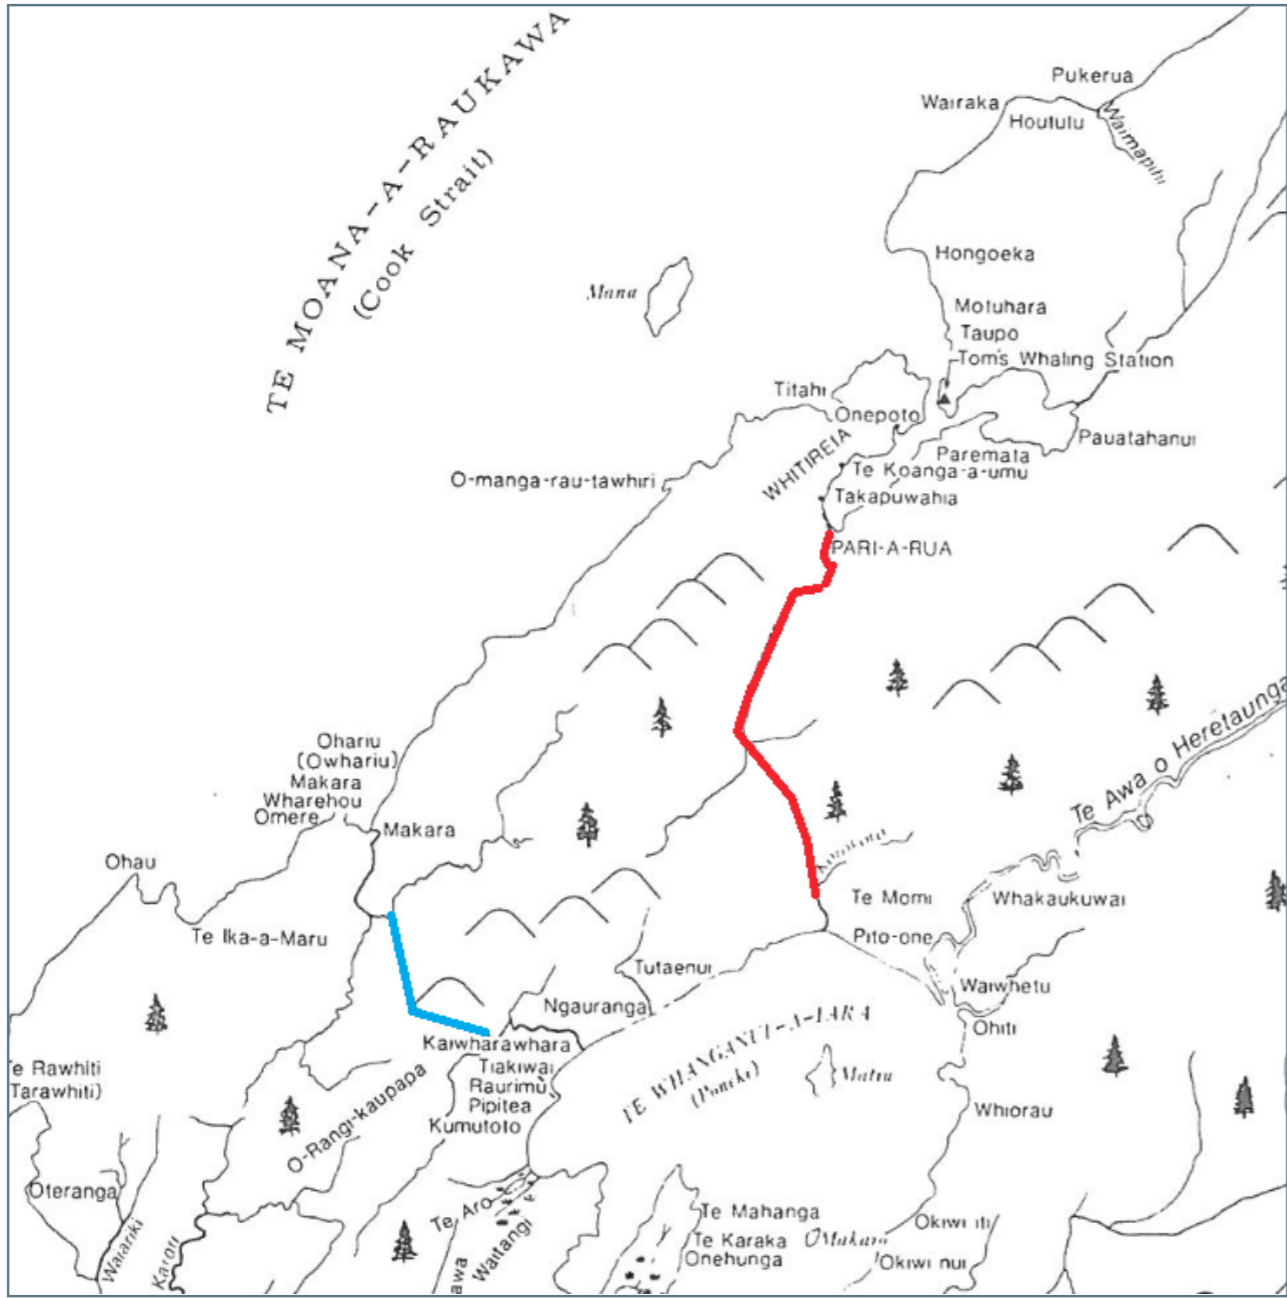 TE MOANA-A-RAUKAWA
(Cook Strait)
Pukerua
Wairaka
Houtulu
Waimapihi
Hongoeka
Mana
Motuhara
Taupo
Tom's Whaling Station
Titahi
Onepoto
WHITIREIA
Pauatahanui
Paremata
Te Koanga-a-umu
O-manga-rau-tawhiri
Takapuwahia
PARI-A-RUA
Te Awa o Heretaunga
Ohariu
(Owhariu)
Makara
Wharehou
Omere
Makara
Ohau
Te Momi
Whakaukuwai
Te Ika-a-Maru
Pito-one
Tutaenui
Waiwhetu
Ngauranga
Ohiti
TE WHANGANUI-A-TARA
(Poneke)
Kaiwharawhara
Tiakiwai
Raurimu
Pipitea
Kumutoto
Te Rawhiti
Tarawhiti)
Matiu
Whiorau
O-Rangi-kaupapa
Oteranga
Te Aro
Waitangi
Te Mahanga
Te Karaka
Onehunga
Okiwi iti
Okiwi nui
Wairariki
Karori
awa